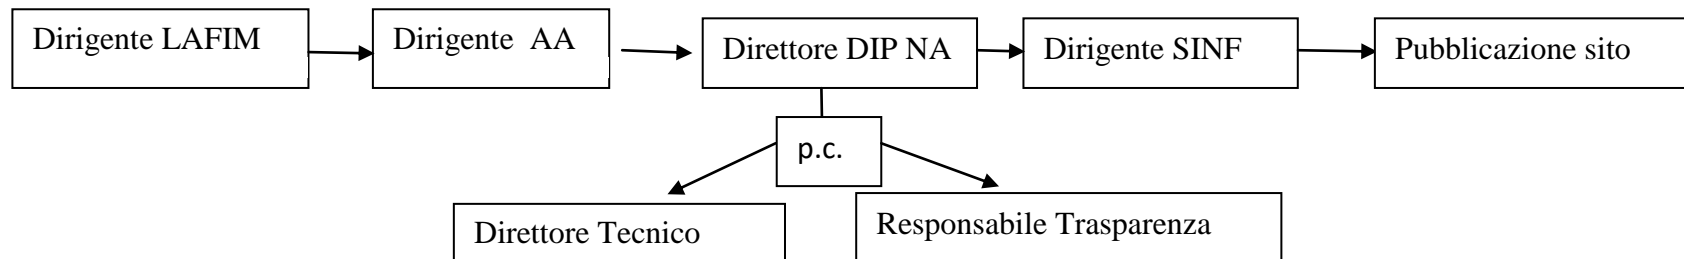 Dirigente LAFIM
Dirigente AA
Direttore DIP NA
Dirigente SINF
Pubblicazione sito
p.c.
Direttore Tecnico
Responsabile Trasparenza